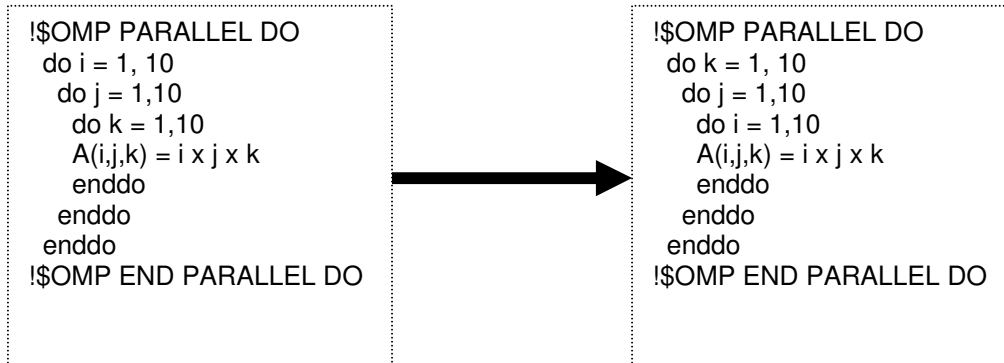 !$OMP PARALLEL DO
do i = 1, 10
do j = 1,10
do k = 1,10
A(i,j,k) = i x j x k
enddo
enddo
enddo
!$OMP END PARALLEL DO
!$OMP PARALLEL DO
do k = 1, 10
do j = 1,10
do i = 1,10
A(i,j,k) = i x j x k
enddo
enddo
enddo
!$OMP END PARALLEL DO